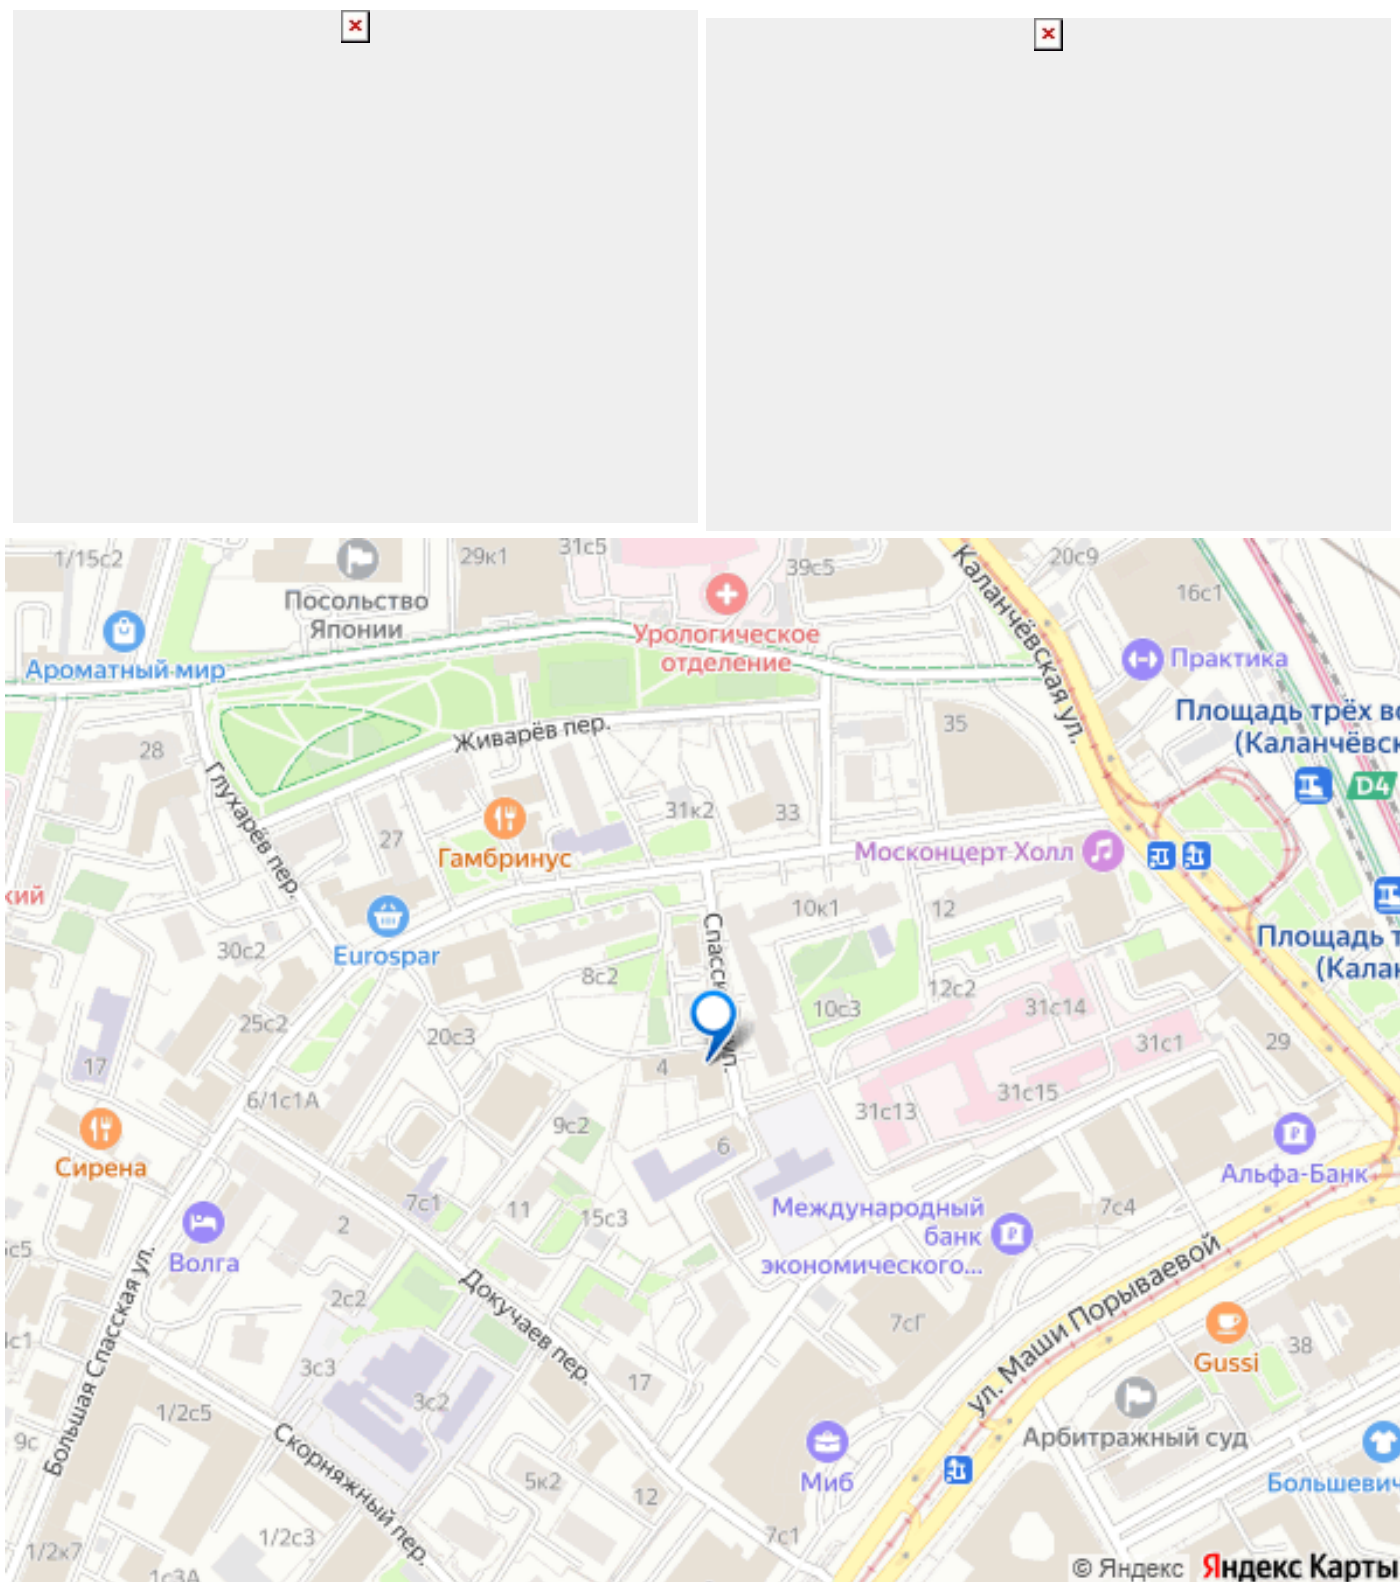 1/15с2
Посольство
Японии
29к1
31с5
39с5
20с9
16с1
Каланчёвская ул.
Ароматный мир
Урологическое
отделение
Практика
Площадь трёх
(Каланчёвск
D4
28
Живарёв пер.
35
Глухарёв пер.
27
Гамбринус
31к2
33
Москонцерт Холл
кий
Eurospar
30с2
8с2
Спасск
ул.
10к1
12
Площадь т
(Калан
25с2
20с3
10с3
12с2
31с14
31с1
29
17
4
6/1с1А
9с2
31с15
31с13
Сирена
6
Альфа-Банк
7с1
11
15с3
2
Международный
банк
экономического...
7с4
с5
Волга
2с2
Докучаев пер.
Большая Спасская ул.
ул. Маши Порываевой
7сГ
с1
3с3
3с2
17
Gussi
38
1/2с5
9с
Скорняжный пер.
Арбитражный суд
Миб
5к2
12
Большевич
1/2с3
7с1
1/2к7
1с3А
© Яндекс Яндекс Карты